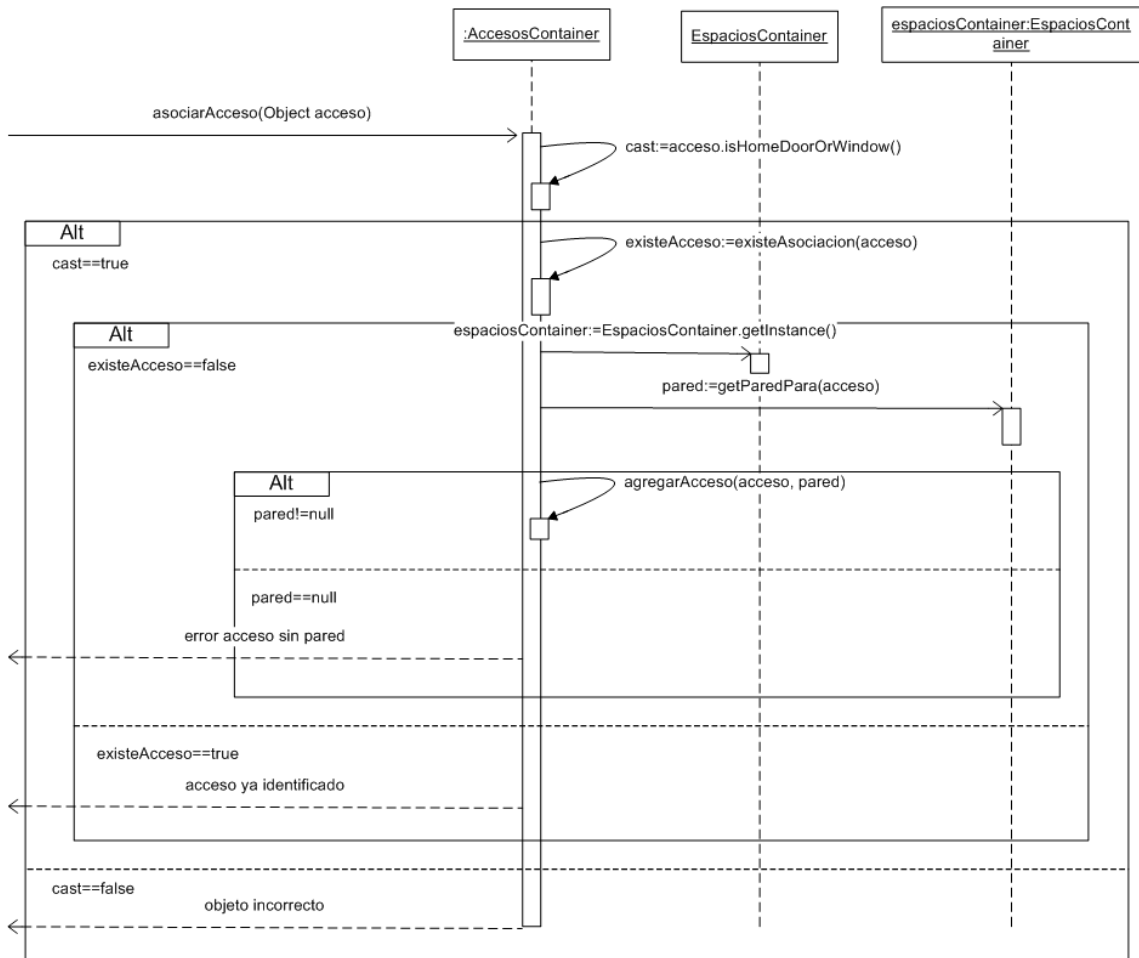 :AccesosContainer
EspaciosContainer
espaciosContainer:EspaciosCont
ainer
asociarAcceso(Object acceso)
cast:=acceso.isHomeDoorOrWindow()
Alt
cast==true
existeAcceso:=existeAsociacion(acceso)
Alt
espaciosContainer:=EspaciosContainer.getInstance()
existeAcceso==false
pared:=getParedPara(acceso)
Alt
agregarAcceso(acceso, pared)
pared!=null
pared==null
error acceso sin pared
existeAcceso==true
acceso ya identificado
cast==false
objeto incorrecto